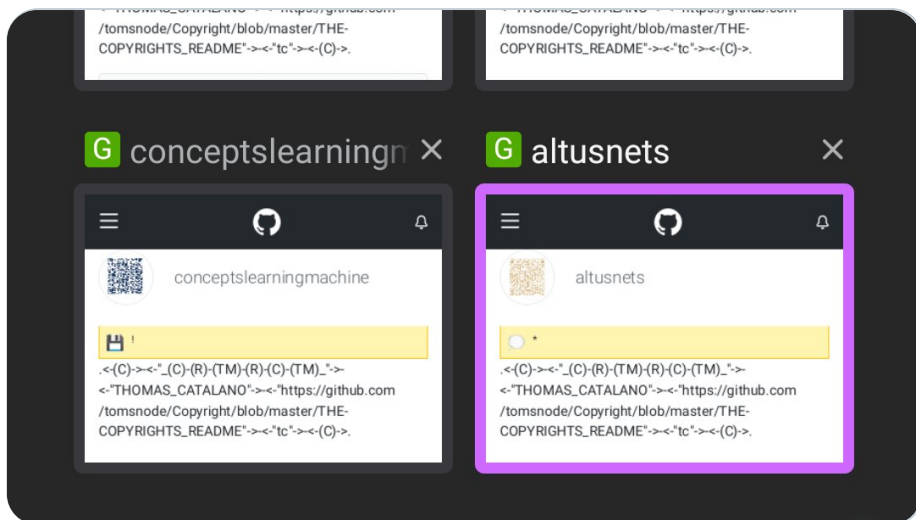 /tomsnode/Copyright/blob/master/THE-
COPYRIGHTS_README"-><-"tc"-><-(C)->.
/tomsnode/Copyright/blob/master/THE-
COPYRIGHTS_README"-><-"tc"-><-(C)->.
G conceptslearningm
G altusnets
conceptslearningmachine
!
.<-(C)-><-"_(C)-(R)-(TM)-(R)-(C)-(TM)_"->-
<-"THOMAS_CATALANO"-><-"https://github.com
/tomsnode/Copyright/blob/master/THE-
COPYRIGHTS_README"-><-"tc"-><-(C)->.
altusnets
*
.<-(C)-><-"_(C)-(R)-(TM)-(R)-(C)-(TM)_"->-
<-"THOMAS_CATALANO"-><-"https://github.com
/tomsnode/Copyright/blob/master/THE-
COPYRIGHTS_README"-><-"tc"-><-(C)->.